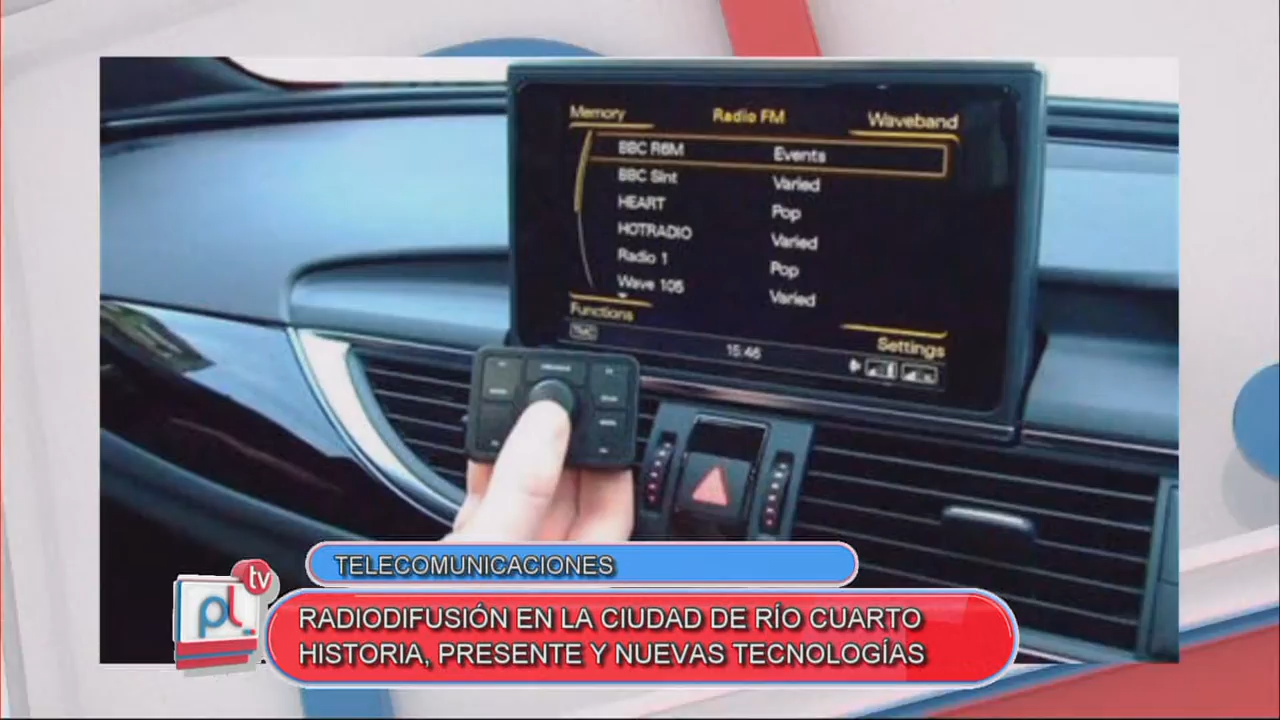 Memory Radio FM Waveband
BBC R6M Events
BBC Sint Varied
HEART Pop
HOTRADIO Varied
Radio 1 Pop
Wave 105 Varied
Functions Settings
TMC 15:46
tv
pl
TELECOMUNICACIONES
RADIODIFUSIÓN EN LA CIUDAD DE RÍO CUARTO
HISTORIA, PRESENTE Y NUEVAS TECNOLOGÍAS